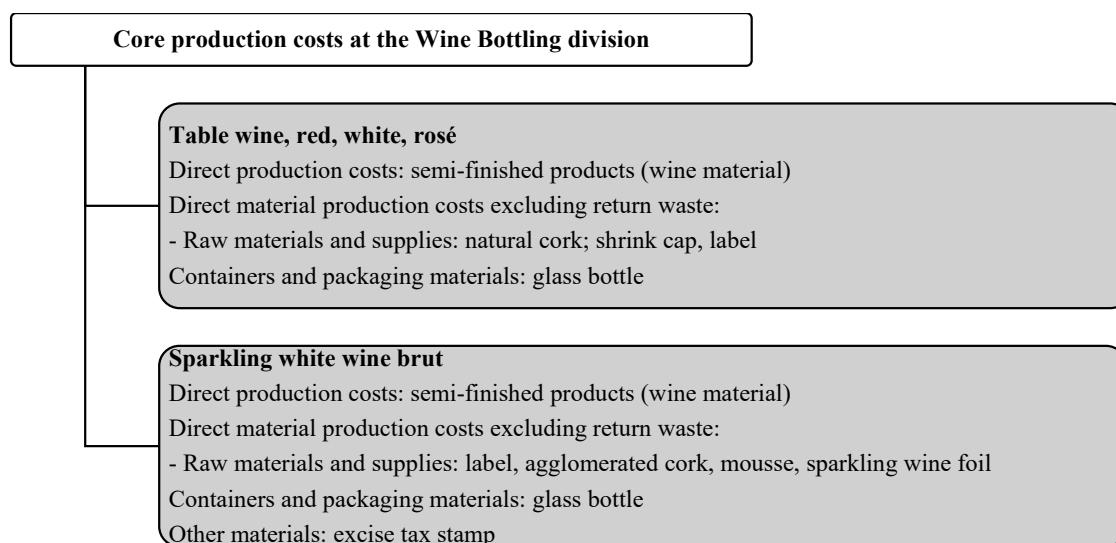 Core production costs at the Wine Bottling division
Table wine, red, white, rosé
Direct production costs: semi-finished products (wine material)
Direct material production costs excluding return waste:
- Raw materials and supplies: natural cork; shrink cap, label
Containers and packaging materials: glass bottle
Sparkling white wine brut
Direct production costs: semi-finished products (wine material)
Direct material production costs excluding return waste:
- Raw materials and supplies: label, agglomerated cork, mousse, sparkling wine foil
Containers and packaging materials: glass bottle
Other materials: excise tax stamp